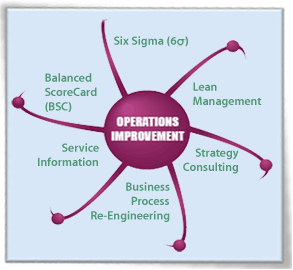 Six Sigma (6σ)
Lean
Management
Strategy
Consulting
Business
Process
Re-Engineering
Service
Information
Balanced
ScoreCard
(BSC)
OPERATIONS
IMPROVEMENT